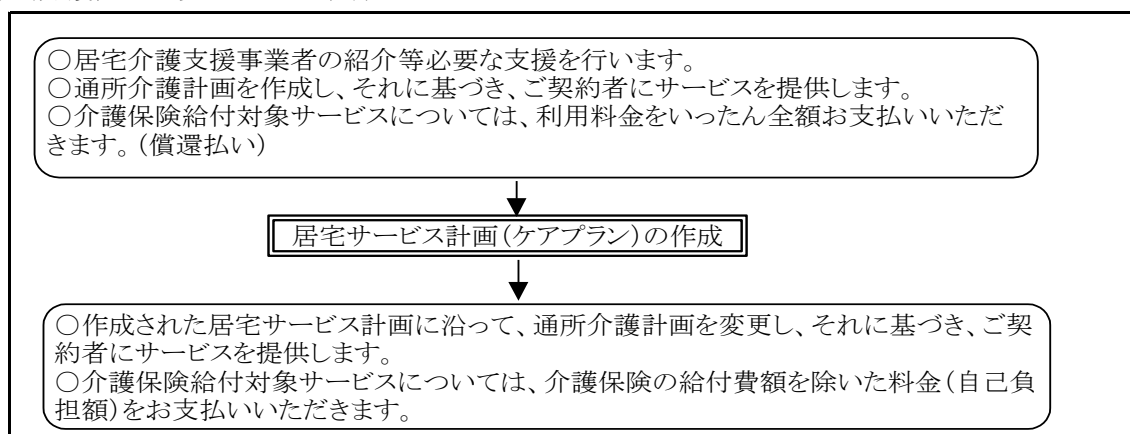 ○居宅介護支援事業者の紹介等必要な支援を行います。
○通所介護計画を作成し、それに基づき、ご契約者にサービスを提供します。
○介護保険給付対象サービスについては、利用料金をいったん全額お支払いいただ
きます。(償還払い)
居宅サービス計画(ケアプラン)の作成
○作成された居宅サービス計画に沿って、通所介護計画を変更し、それに基づき、ご契
約者にサービスを提供します。
○介護保険給付対象サービスについては、介護保険の給付費額を除いた料金(自己負
担額)をお支払いいただきます。